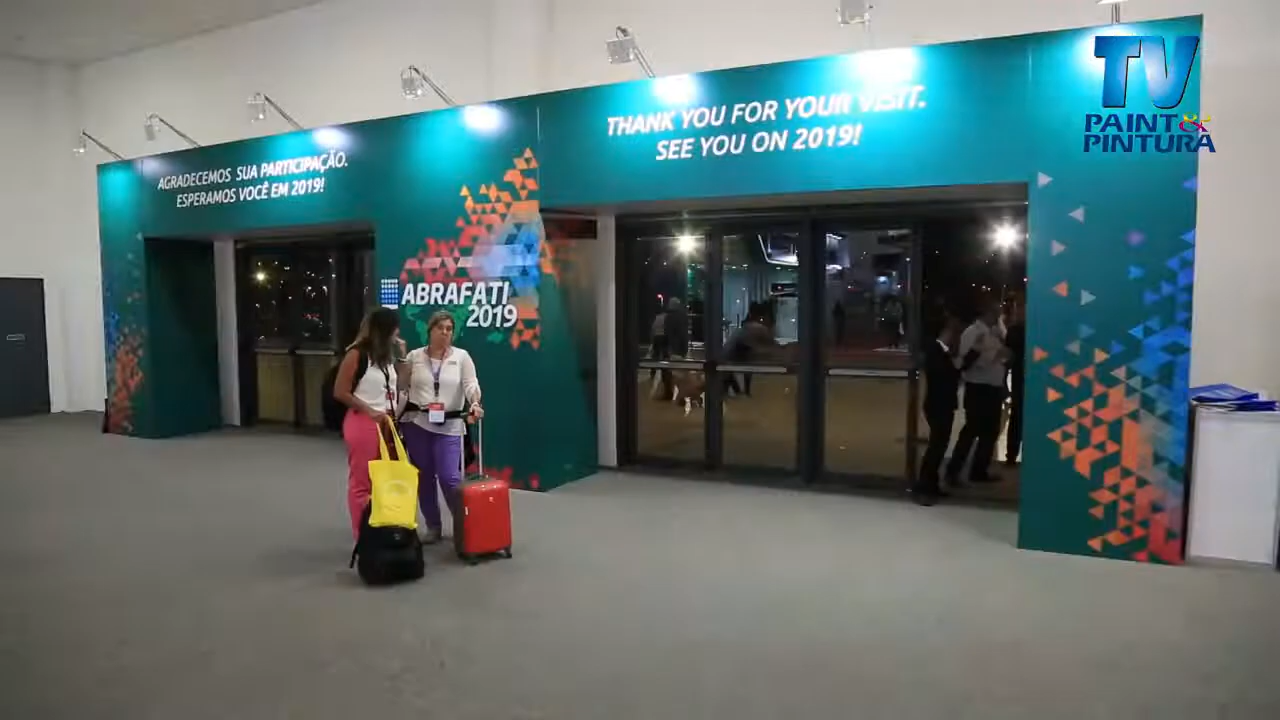 AGRADECEMOS SUA PARTICIPAÇÃO.
ESPERAMOS VOCÊ EM 2019!
THANK YOU FOR YOUR VISIT.
SEE YOU ON 2019!
ABRAFATI
2019
TV
PAINT&
PINTURA